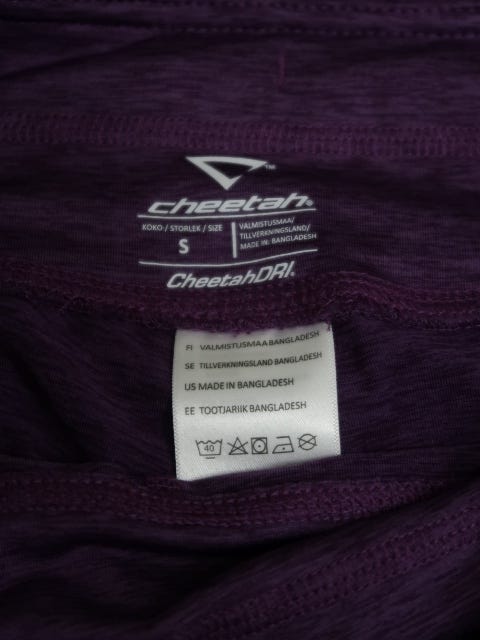 ™
cheetah®
KOKO / STORLEK / SIZE
S
VALMISTUSMAA/
TILLVERKNINGSLAND/
MADE IN: BANGLADESH
CheetahDRI.
FI VALMISTUSMAA BANGLADESH
SE TILLVERKNINGSLAND BANGLADESH
US MADE IN BANGLADESH
EE TOOTJARIIK BANGLADESH
40